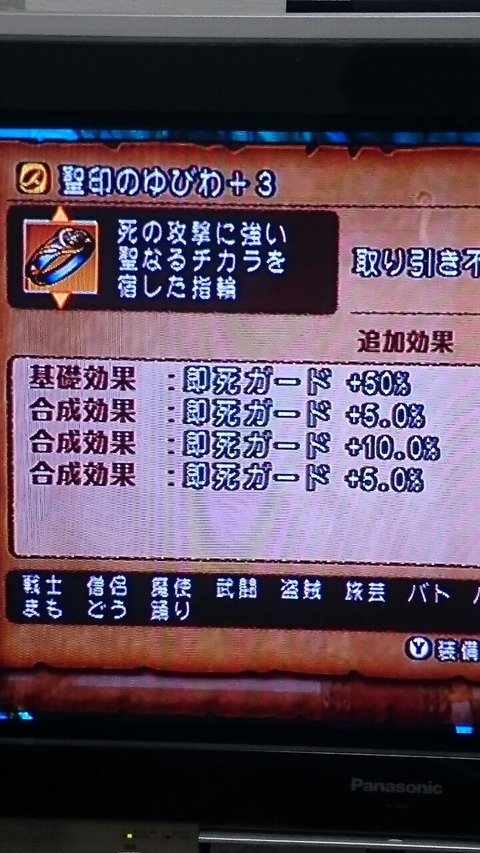 聖印のゆびわ+3
死の攻撃に強い
聖なるチカラを
宿した指輪
取り引き不
追加効果
基礎効果 :即死ガード +50%
合成効果 :即死ガード +5.0%
合成効果 :即死ガード +10.0%
合成効果 :即死ガード +5.0%
戦士 僧侶 魔使 武闘 盗賊 旅芸 バト
まも どう 踊り
Y装備
Panasonic